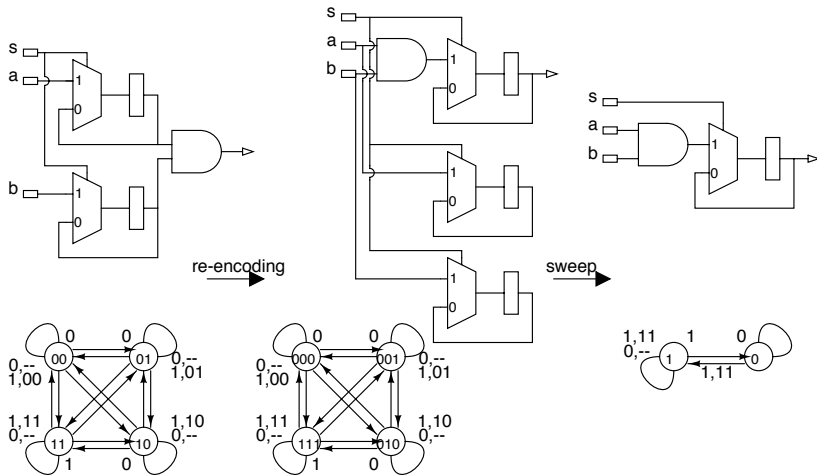 s
a
1
0
b
1
0
s
a
b
1
0
1
0
1
0
s
a
b
1
0
re-encoding
sweep
0 0
00 01
0,-- 0,--
1,00 1,01
1,11 1,10
0,-- 0,--
11 10
1 0
0 0
000 001
0,-- 0,--
1,00 1,01
1,11 1,10
0,-- 0,--
111 010
1 0
1,11 1 0
0,--
1 0
1,11